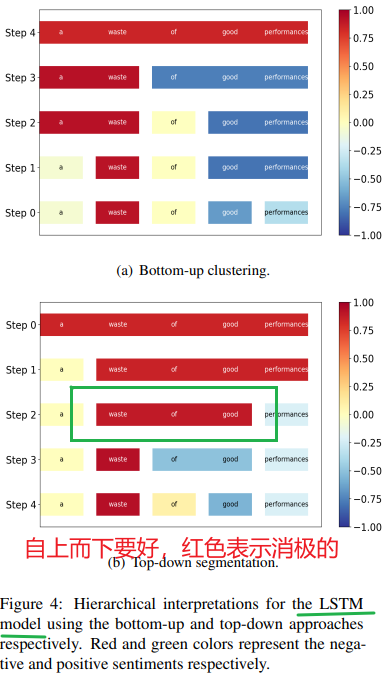 Step 4 a waste of good performances 1.00
0.75
Step 3 a waste of good performances
0.50
0.25
Step 2 a waste of good performances
0.00
−0.25
Step 1 a waste of good performances
−0.50
−0.75
Step 0 a waste of good performances
−1.00
(a) Bottom-up clustering.
Step 0 a waste of good performances 1.00
0.75
Step 1 a waste of good performances
0.50
0.25
Step 2 a waste of good performances
0.00
−0.25
Step 3 a waste of good performances
−0.50
Step 4 a waste of good performances
−0.75
−1.00
自上而下要好，红色表示消极的
(b) Top-down segmentation.
Figure 4: Hierarchical interpretations for the LSTM
model using the bottom-up and top-down approaches
respectively. Red and green colors represent the nega-
tive and positive sentiments respectively.